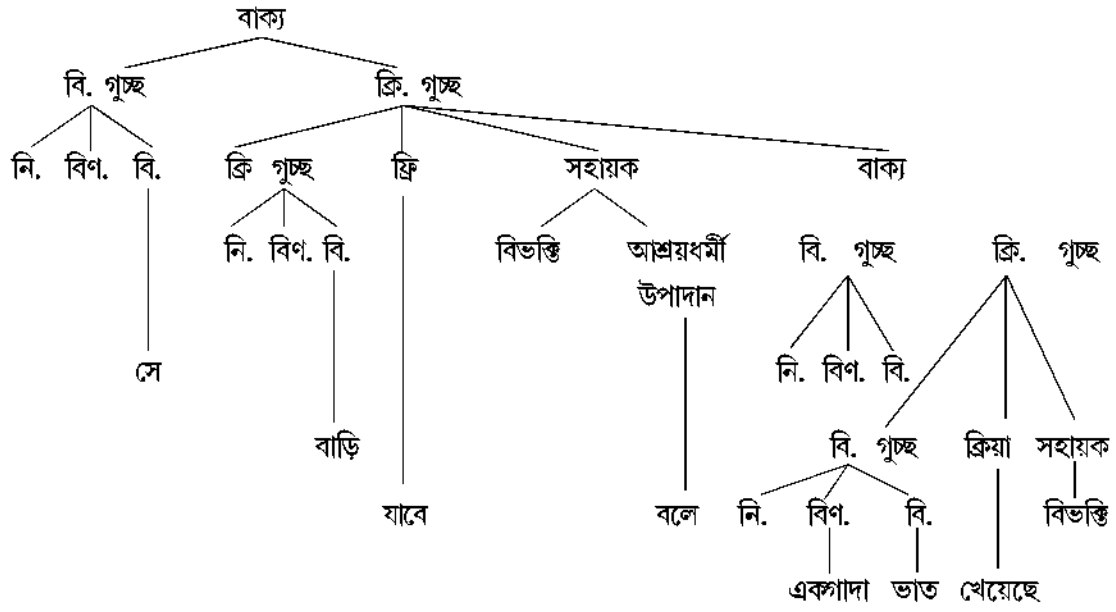 বাক্য
বি. গুচ্ছ ক্রি. গুচ্ছ
নি. বিণ. বি. ক্রি গুচ্ছ ফ্রি সহায়ক বাক্য
নি. বিণ. বি. বিভক্তি আশ্রয়ধর্মী বি. গুচ্ছ ক্রি. গুচ্ছ
উপাদান
সে নি. বিণ. বি.
বাড়ি বি. গুচ্ছ ক্রিয়া সহায়ক
যাবে বলে নি. বিণ. বি. বিভক্তি
একগাদা ভাত খেয়েছে